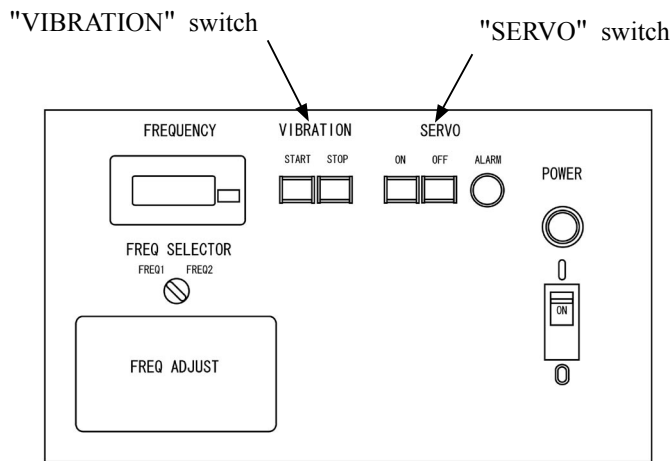 "VIBRATION" switch
"SERVO" switch
FREQUENCY
VIBRATION
SERVO
START STOP
ON OFF ALARM
POWER
FREQ SELECTOR
FREQ1 FREQ2
ON
FREQ ADJUST